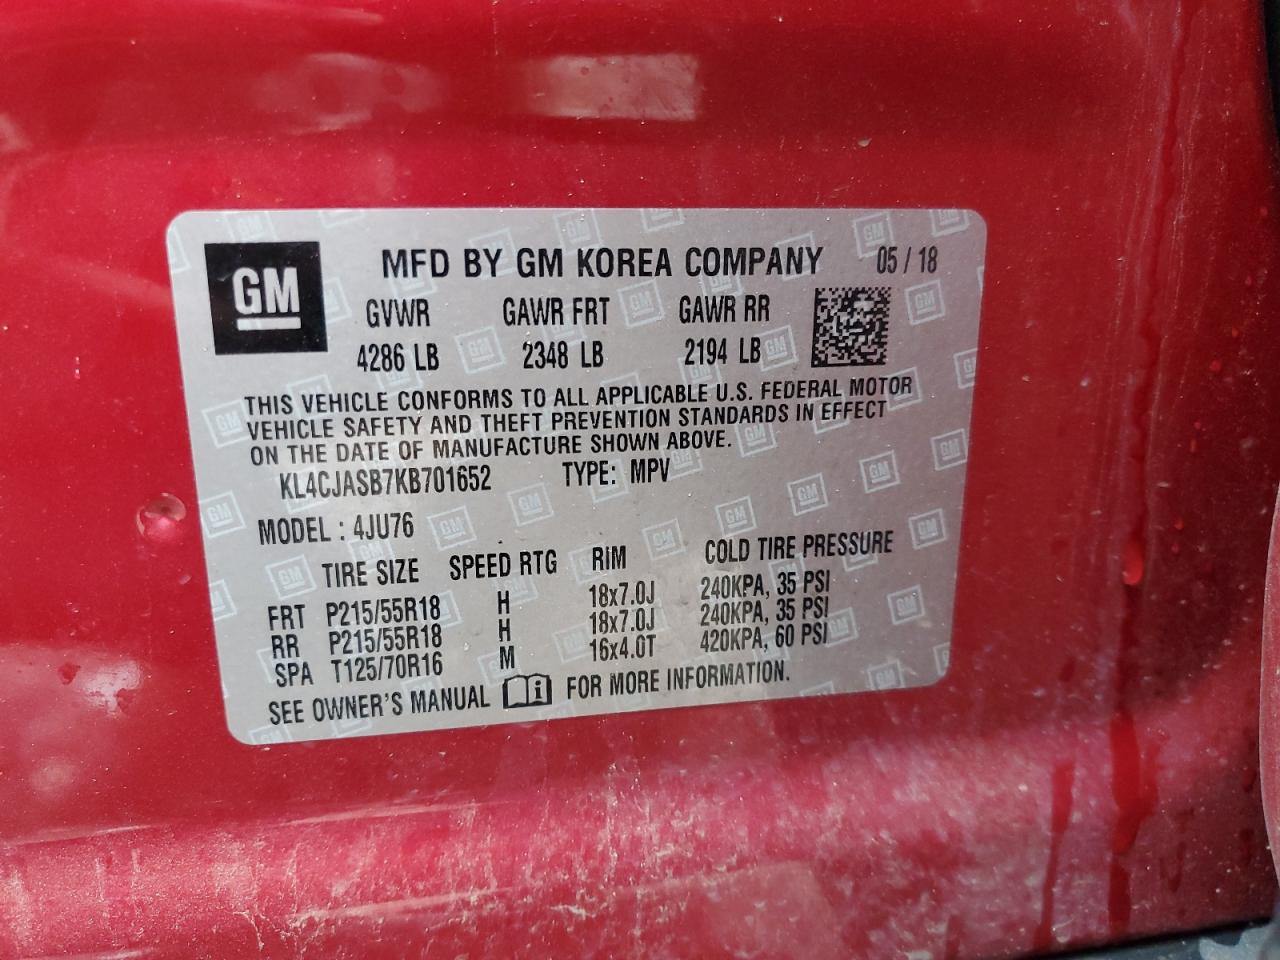 GM
MFD BY GM KOREA COMPANY 05 / 18
GVWR GAWR FRT GAWR RR
4286 LB 2348 LB 2194 LB
THIS VEHICLE CONFORMS TO ALL APPLICABLE U.S. FEDERAL MOTOR
VEHICLE SAFETY AND THEFT PREVENTION STANDARDS IN EFFECT
ON THE DATE OF MANUFACTURE SHOWN ABOVE.
KL4CJASB7KB701652 TYPE: MPV
MODEL : 4JU76
TIRE SIZE SPEED RTG RIM COLD TIRE PRESSURE
FRT P215/55R18 H 18x7.0J 240KPA, 35 PSI
RR P215/55R18 H 18x7.0J 240KPA, 35 PSI
SPA T125/70R16 M 16x4.0T 420KPA, 60 PSI
SEE OWNER'S MANUAL i FOR MORE INFORMATION.